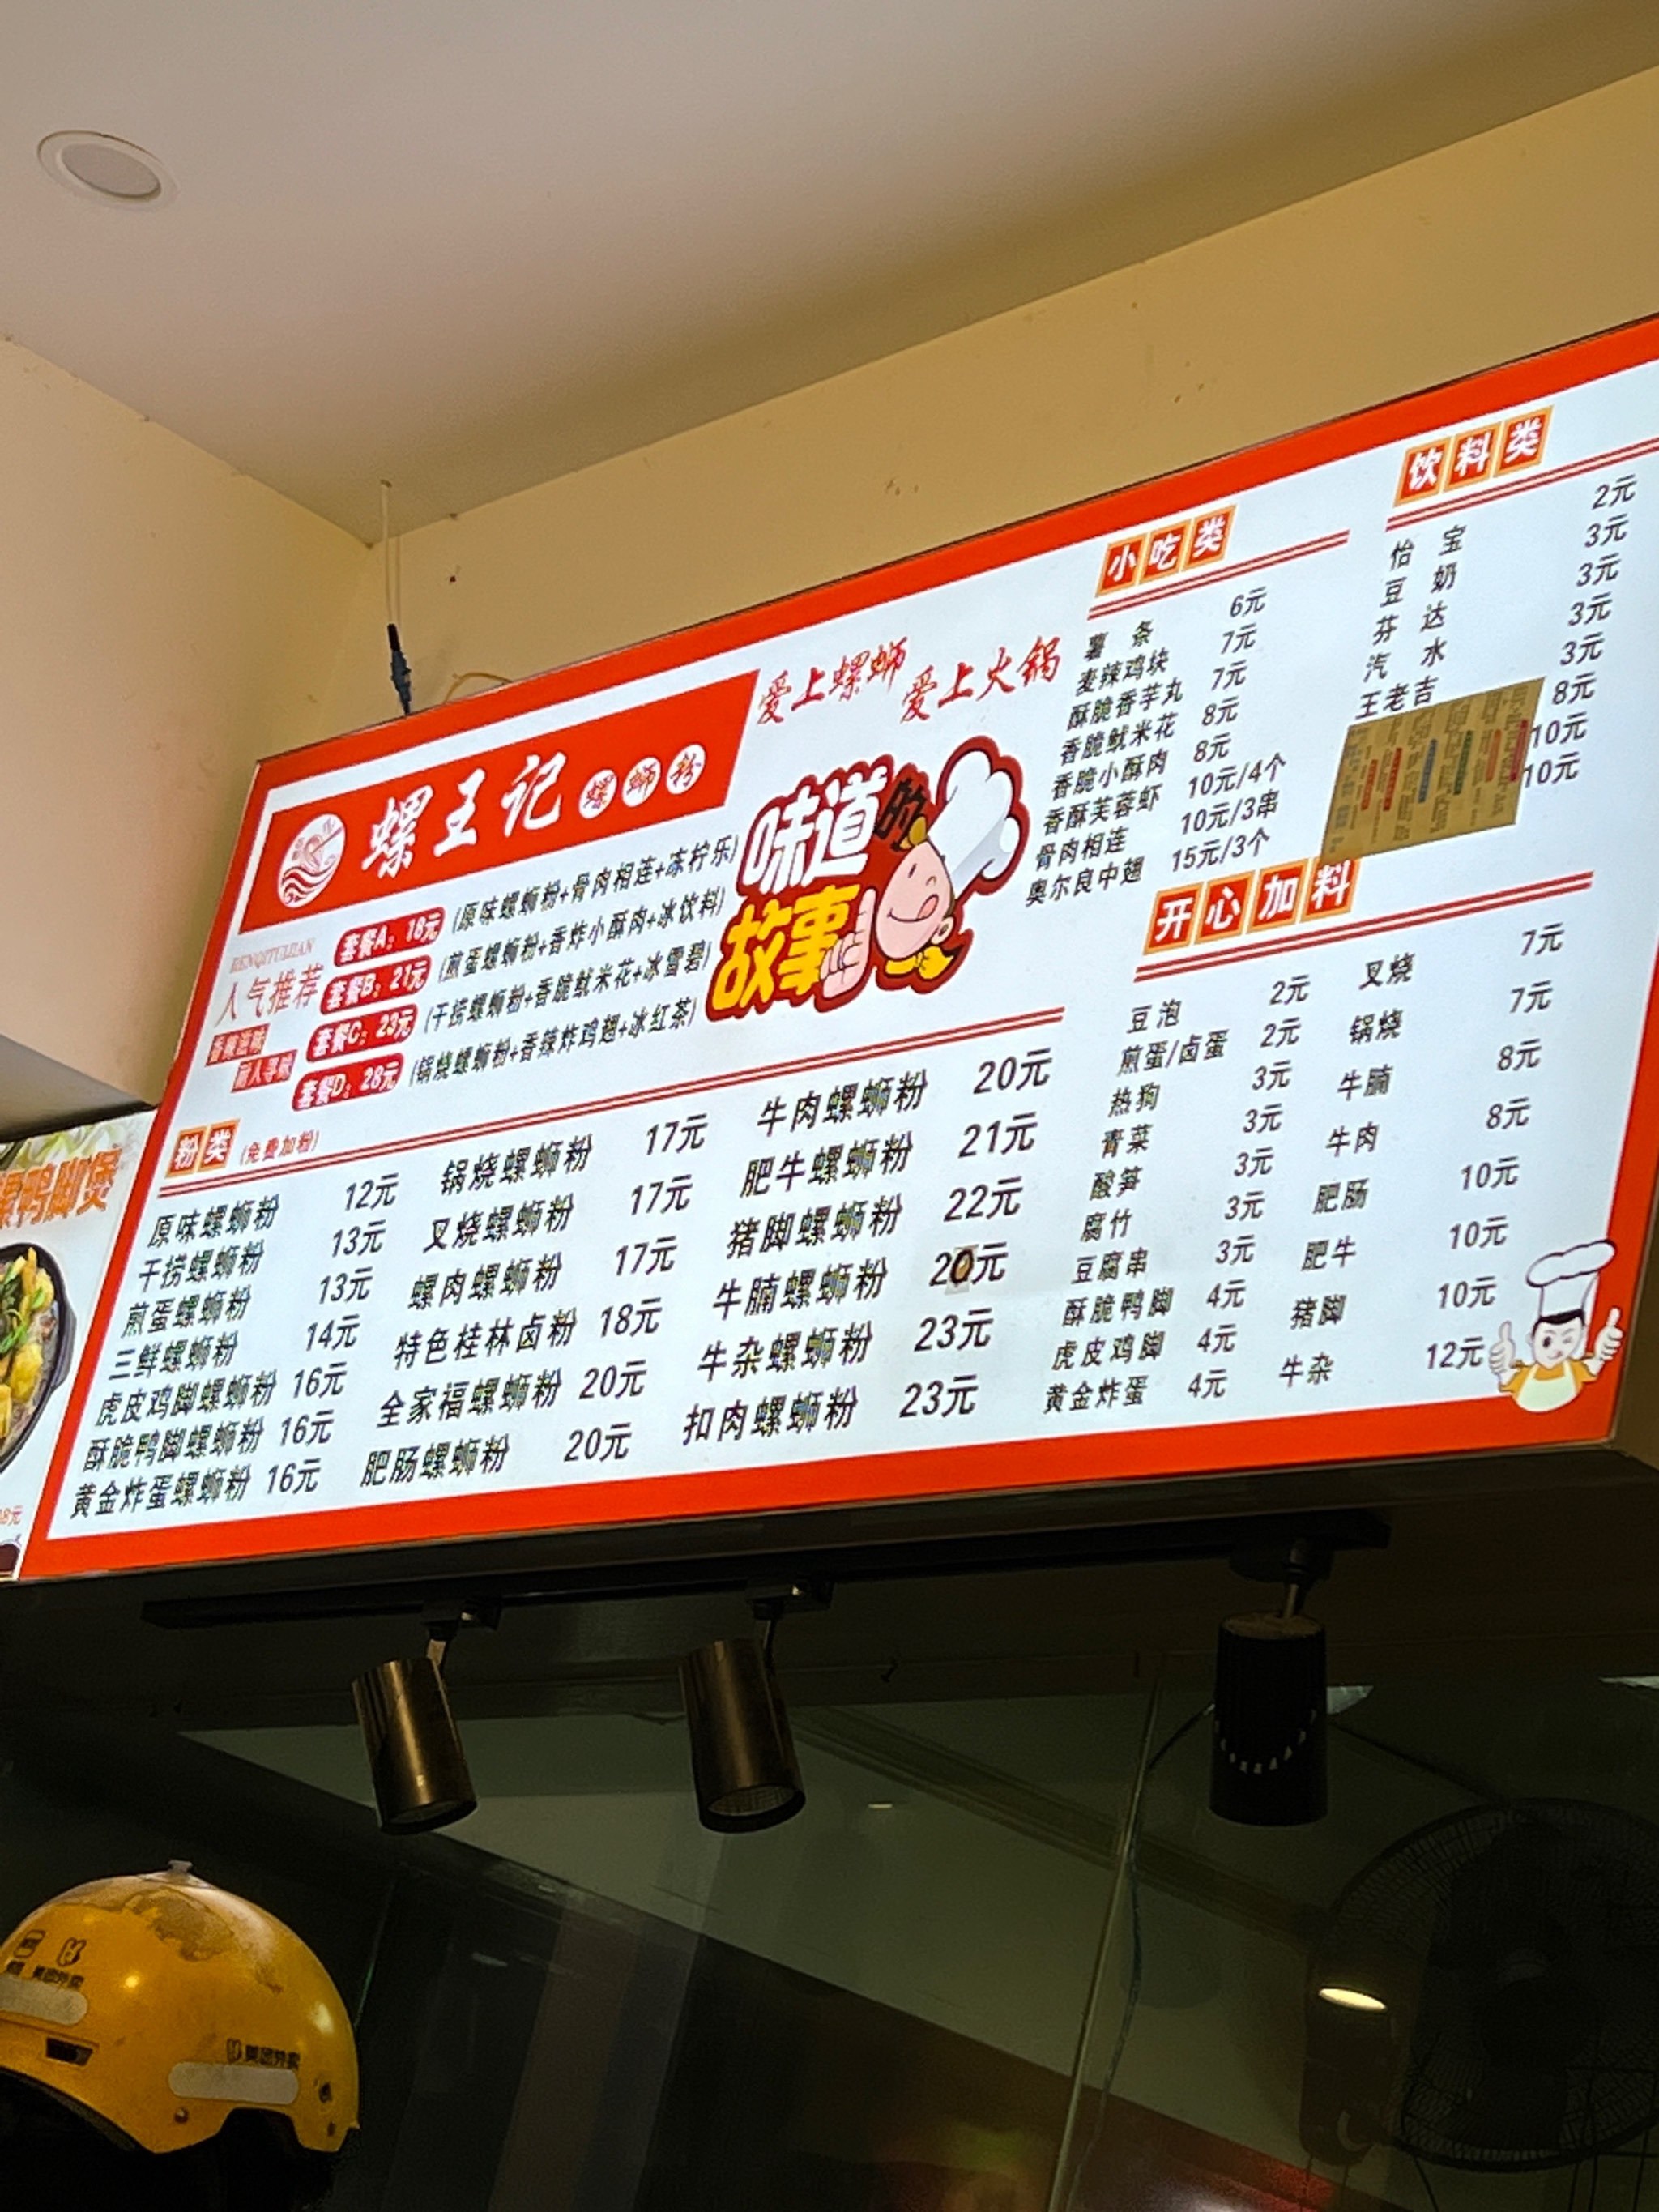 螺鸭脚煲
螺王记 螺蛳粉
爱上螺蛳 爱上火锅
味道的
故事
RENQITUIJIAN
人气推荐
香辣滋味
耐人寻味
套餐A：18元 (原味螺蛳粉+骨肉相连+冻柠乐)
套餐B：21元 (煎蛋螺蛳粉+香炸小酥肉+冰饮料)
套餐C：23元 (干捞螺蛳粉+香脆鱿米花+冰雪碧)
套餐D：28元 (锅烧螺蛳粉+香辣炸鸡翅+冰红茶)
粉类 (免费加粉)
原味螺蛳粉 12元
干捞螺蛳粉 13元
煎蛋螺蛳粉 13元
三鲜螺蛳粉 14元
虎皮鸡脚螺蛳粉 16元
酥脆鸭脚螺蛳粉 16元
黄金炸蛋螺蛳粉 16元
锅烧螺蛳粉 17元
叉烧螺蛳粉 17元
螺肉螺蛳粉 17元
特色桂林卤粉 18元
全家福螺蛳粉 20元
肥肠螺蛳粉 20元
牛肉螺蛳粉 20元
肥牛螺蛳粉 21元
猪脚螺蛳粉 22元
牛腩螺蛳粉 20元
牛杂螺蛳粉 23元
扣肉螺蛳粉 23元
小吃类
薯条 6元
麦辣鸡块 7元
酥脆香芋丸 7元
香脆鱿米花 8元
香脆小酥肉 8元
香酥芙蓉虾 10元/4个
骨肉相连 10元/3串
奥尔良中翅 15元/3个
饮料类
怡宝 2元
豆奶 3元
芬达 3元
汽水 3元
王老吉 3元
8元
10元
10元
开心加料
豆泡 2元
煎蛋/卤蛋 2元
热狗 3元
青菜 3元
酸笋 3元
腐竹 3元
豆腐串 3元
酥脆鸭脚 4元
虎皮鸡脚 4元
黄金炸蛋 4元
叉烧 7元
锅烧 7元
牛腩 8元
牛肉 8元
肥肠 10元
肥牛 10元
猪脚 10元
牛杂 12元
美团外卖
美团外卖